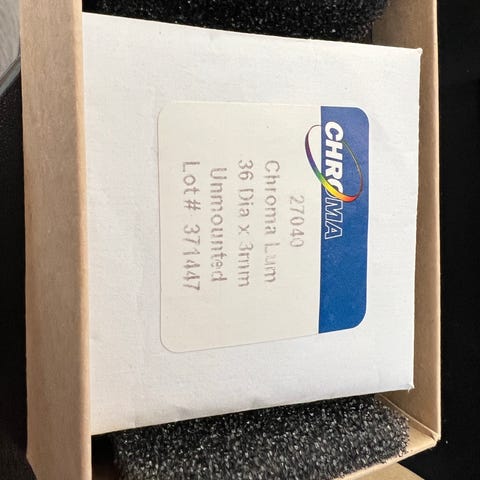 CHROMA
27040
Chroma Lum
36 Dia x 3mm
Unmounted
Lot# 371447